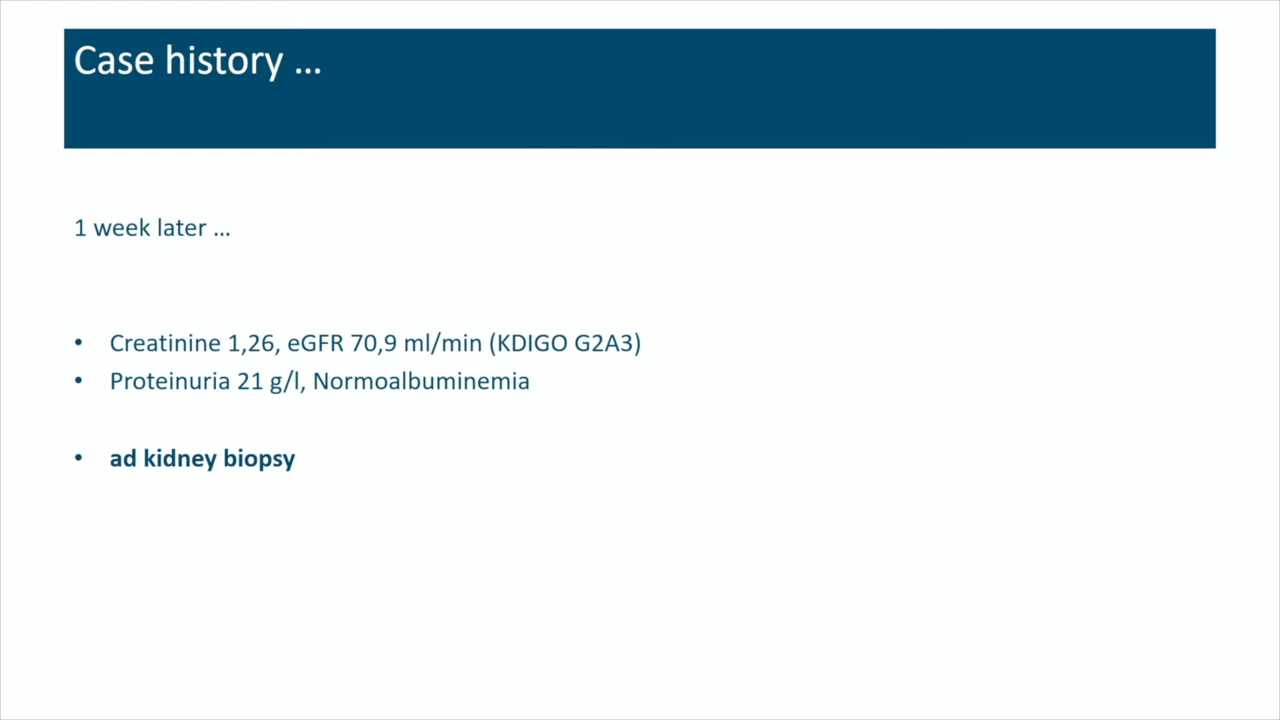 Case history ...
1 week later ...
• Creatinine 1,26, eGFR 70,9 ml/min (KDIGO G2A3)
• Proteinuria 21 g/l, Normoalbuminemia
• ad kidney biopsy